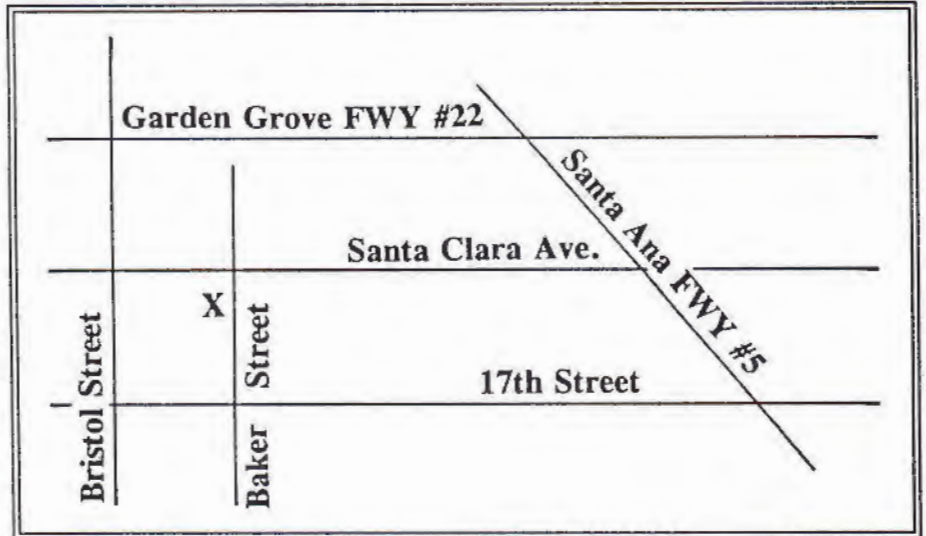 Garden Grove FWY #22
Santa Ana FWY #5
Santa Clara Ave.
X
Bristol Street
Baker Street
17th Street